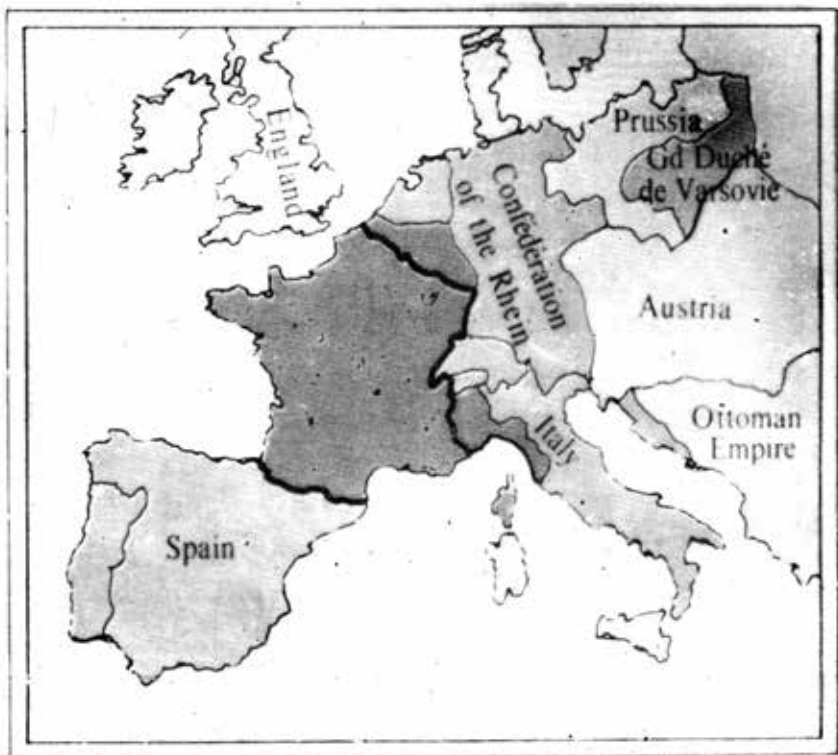 England
Prussia
Gd Duché
de Varsovie
Confédération
of the Rhein
Austria
Ottoman
Empire
Italy
Spain